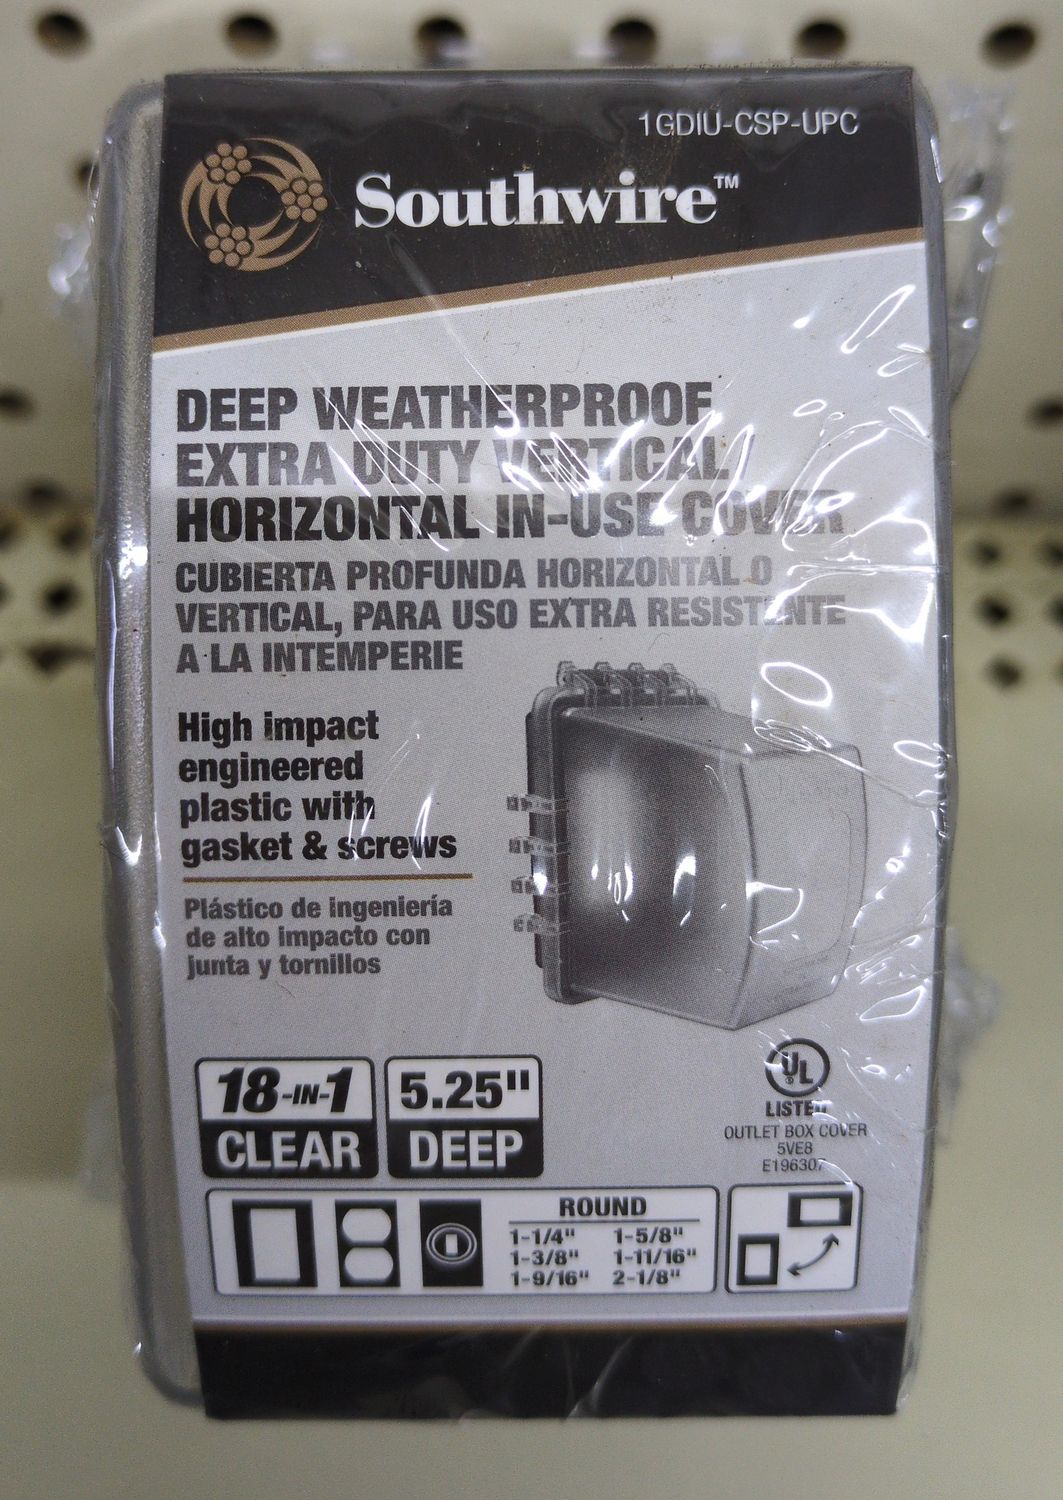 1GDIU-CSP-UPC
Southwire™
DEEP WEATHERPROOF
EXTRA DUTY VERTICAL/
HORIZONTAL IN-USE COVER
CUBIERTA PROFUNDA HORIZONTAL O
VERTICAL, PARA USO EXTRA RESISTENTE
A LA INTEMPERIE
High impact
engineered
plastic with
gasket & screws
Plástico de ingeniería
de alto impacto con
junta y tornillos
18-IN-1
CLEAR
5.25"
DEEP
UL
LISTED
OUTLET BOX COVER
5VE8
E196307
ROUND
1-1/4" 1-5/8"
1-3/8" 1-11/16"
1-9/16" 2-1/8"